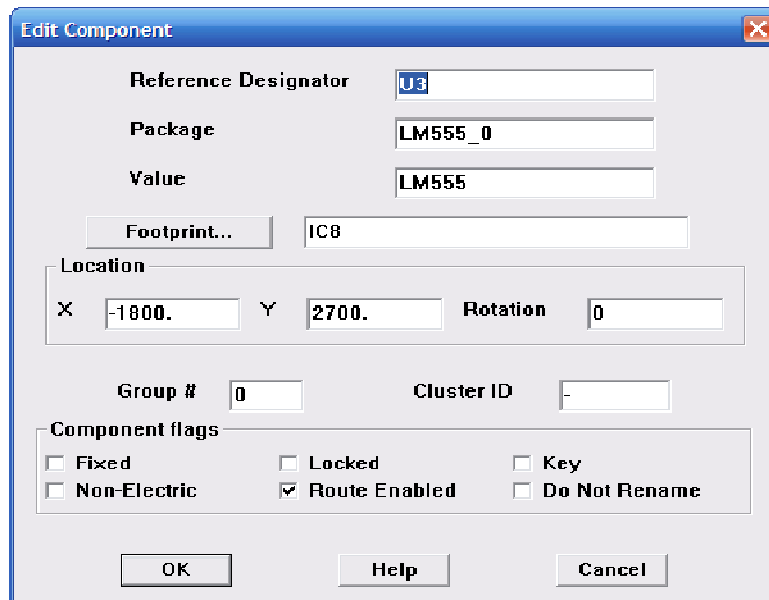 Edit Component
Reference Designator U3
Package LM555_0
Value LM555
Footprint... IC8
Location
X -1800. Y 2700. Rotation 0
Group # 0 Cluster ID -
Component flags
Fixed Locked Key
Non-Electric Route Enabled Do Not Rename
OK Help Cancel